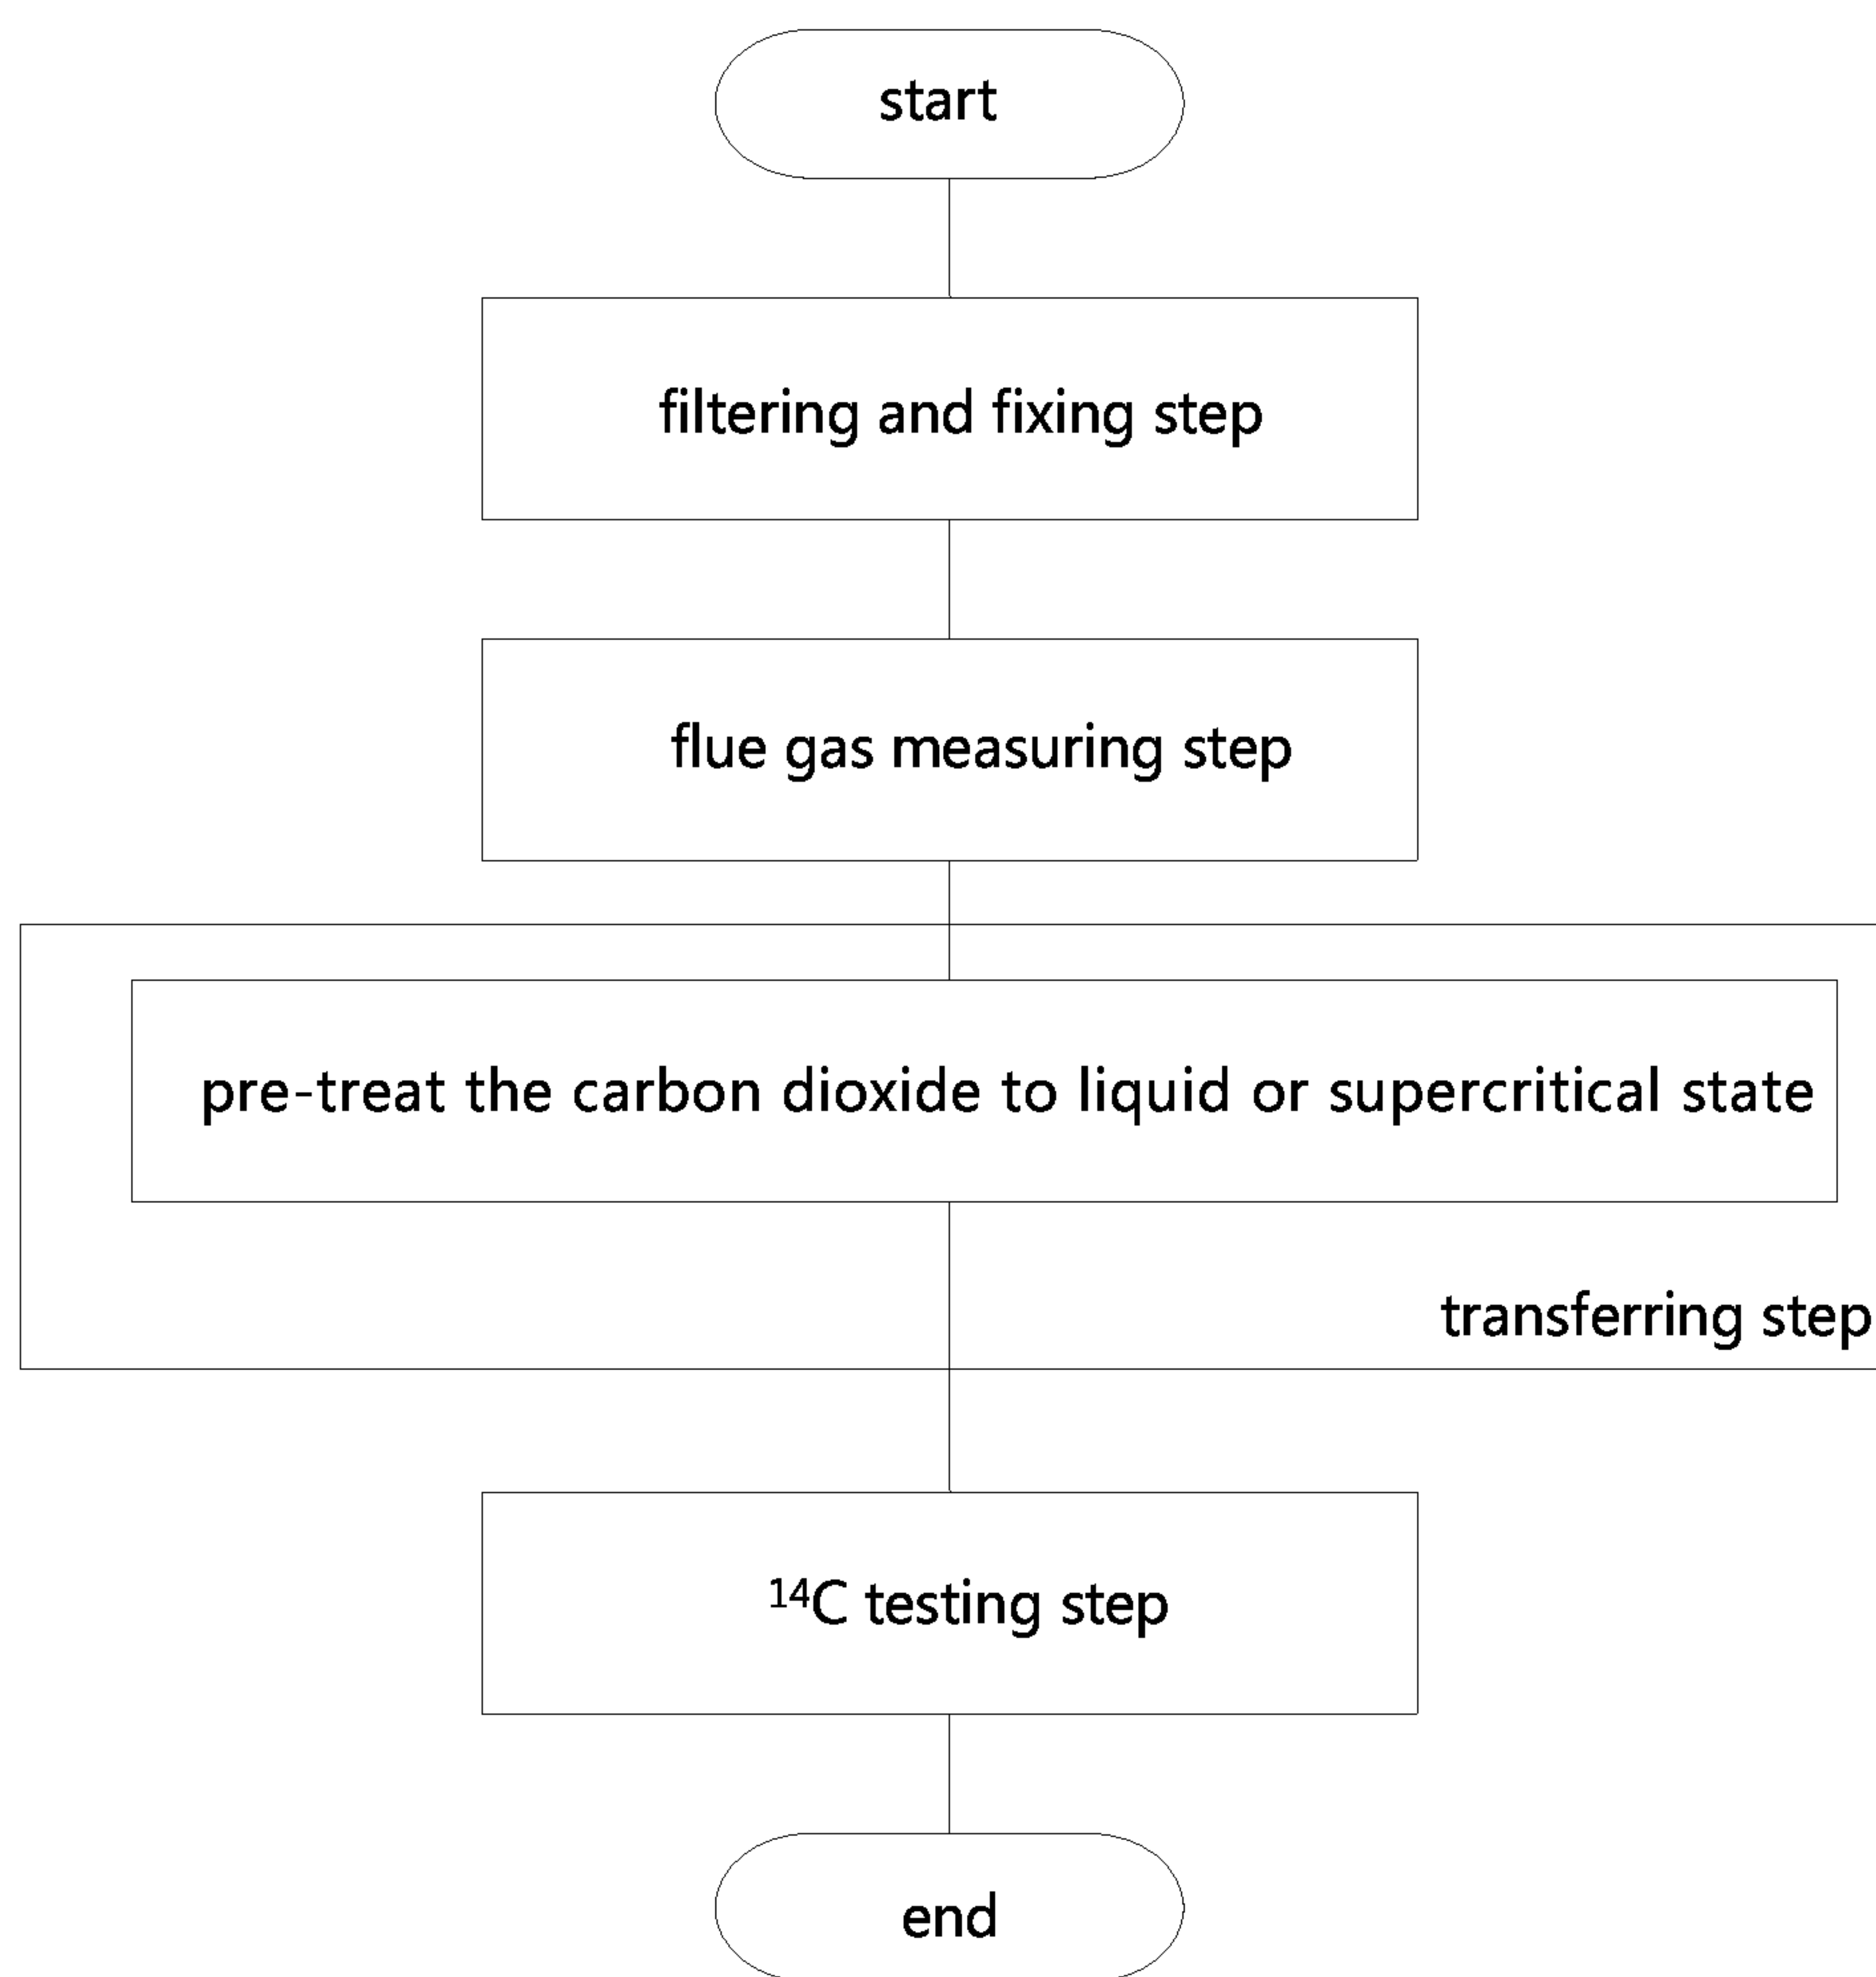 start
filtering and fixing step
flue gas measuring step
pre-treat the carbon dioxide to liquid or supercritical state
transferring step
¹⁴C testing step
end